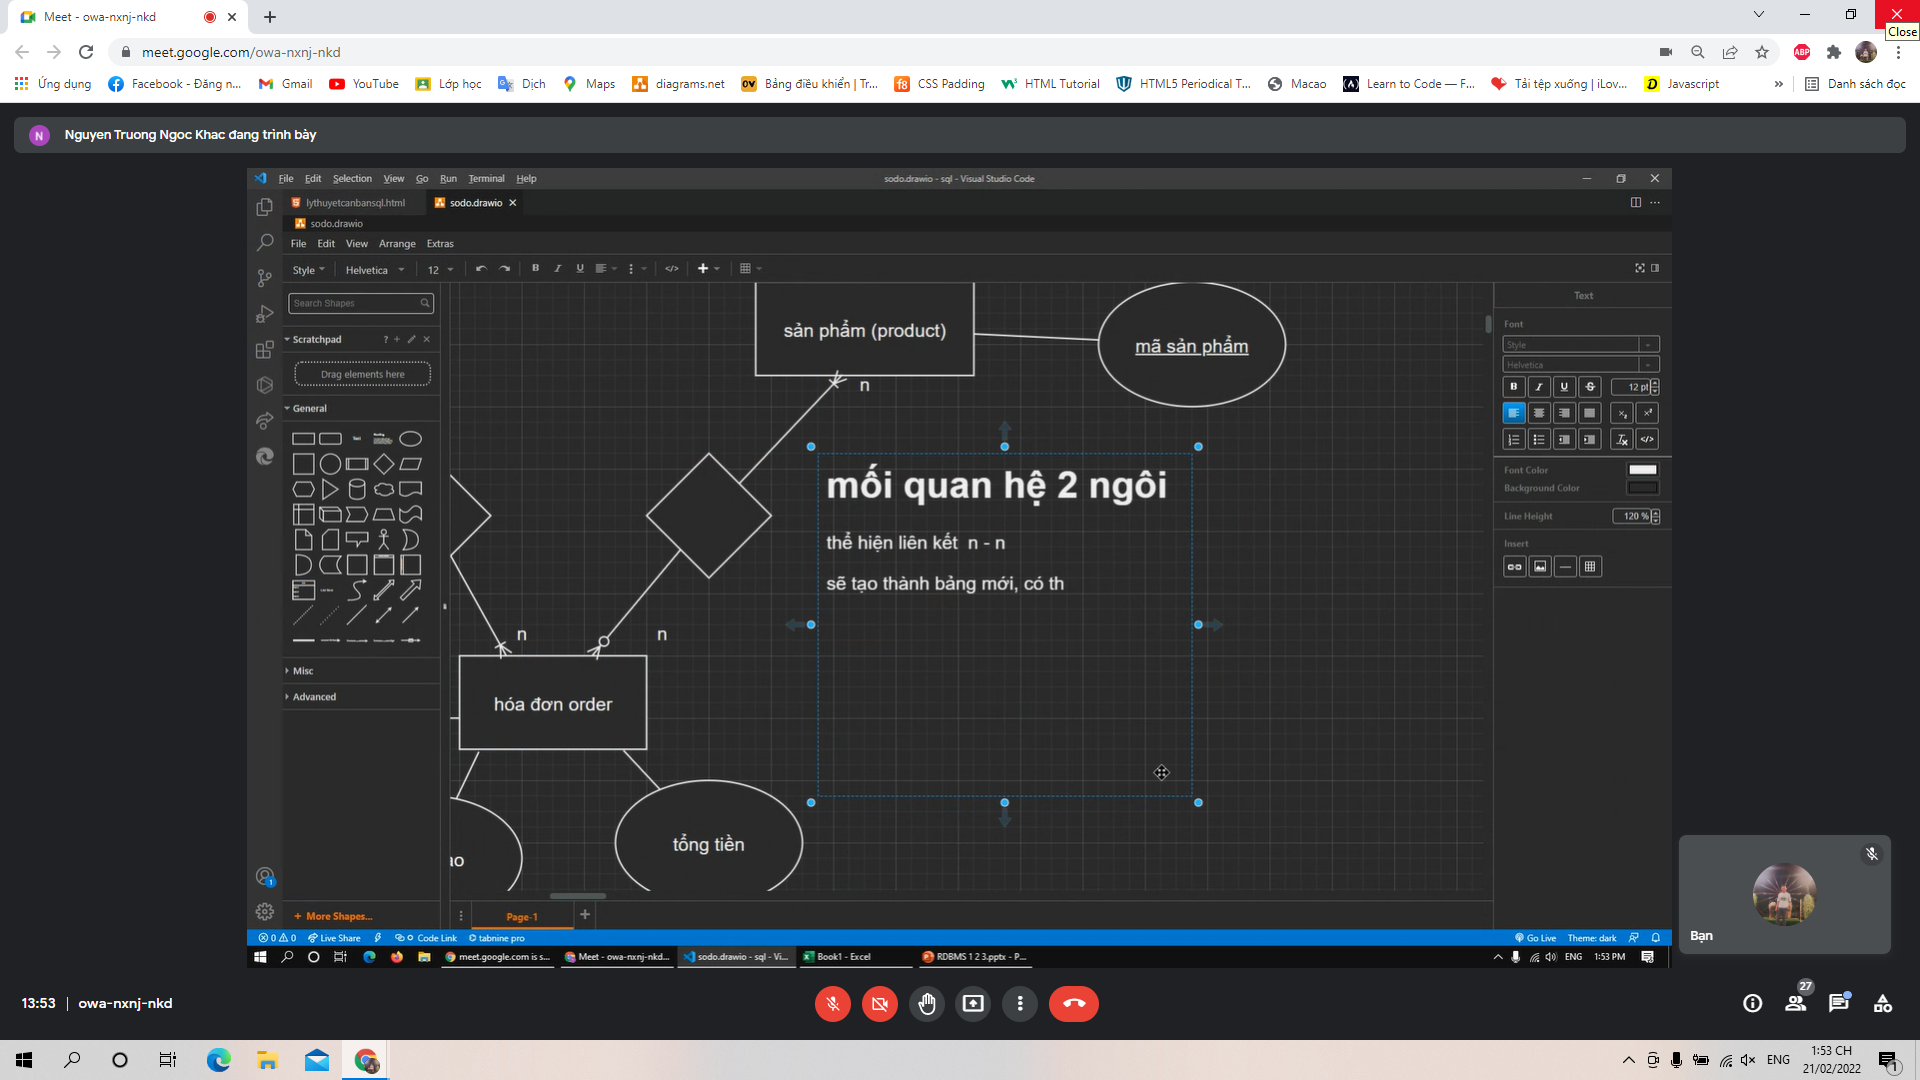 Meet - owa-nxnj-nkd
Close
meet.google.com/owa-nxnj-nkd
ABP
Ứng dụng
Facebook - Đăng n...
Gmail
YouTube
Lớp học
Dịch
Maps
diagrams.net
Bảng điều khiển | Tr...
CSS Padding
HTML Tutorial
HTML5 Periodical T...
Macao
Learn to Code — F...
Tải tệp xuống | iLov...
Javascript
»
Danh sách đọc
N
Nguyen Truong Ngoc Khac đang trình bày
File Edit Selection View Go Run Terminal Help
sodo.drawio - sql - Visual Studio Code
lythuyetcanbansql.html
sodo.drawio
sodo.drawio
File Edit View Arrange Extras
Style Helvetica 12 B I U
Search Shapes
Scratchpad
Drag elements here
General
Misc
Advanced
+ More Shapes...
sản phẩm (product)
mã sản phẩm
n
mối quan hệ 2 ngôi
thể hiện liên kết n - n
sẽ tạo thành bảng mới, có th
n
n
hóa đơn order
ao
tổng tiền
Page-1
Text
Font
Style
Helvetica
B I U S 12 pt
Font Color
Background Color
Line Height 120 %
Insert
0 0 Live Share Code Link tabnine pro
Go Live Theme: dark
meet.google.com is s...
Meet - owa-nxnj-nkd...
sodo.drawio - sql - Vi...
Book1 - Excel
RDBMS 1 2 3.pptx - P...
ENG 1:53 PM
Bạn
13:53 | owa-nxnj-nkd
27
ENG
1:53 CH
21/02/2022
1